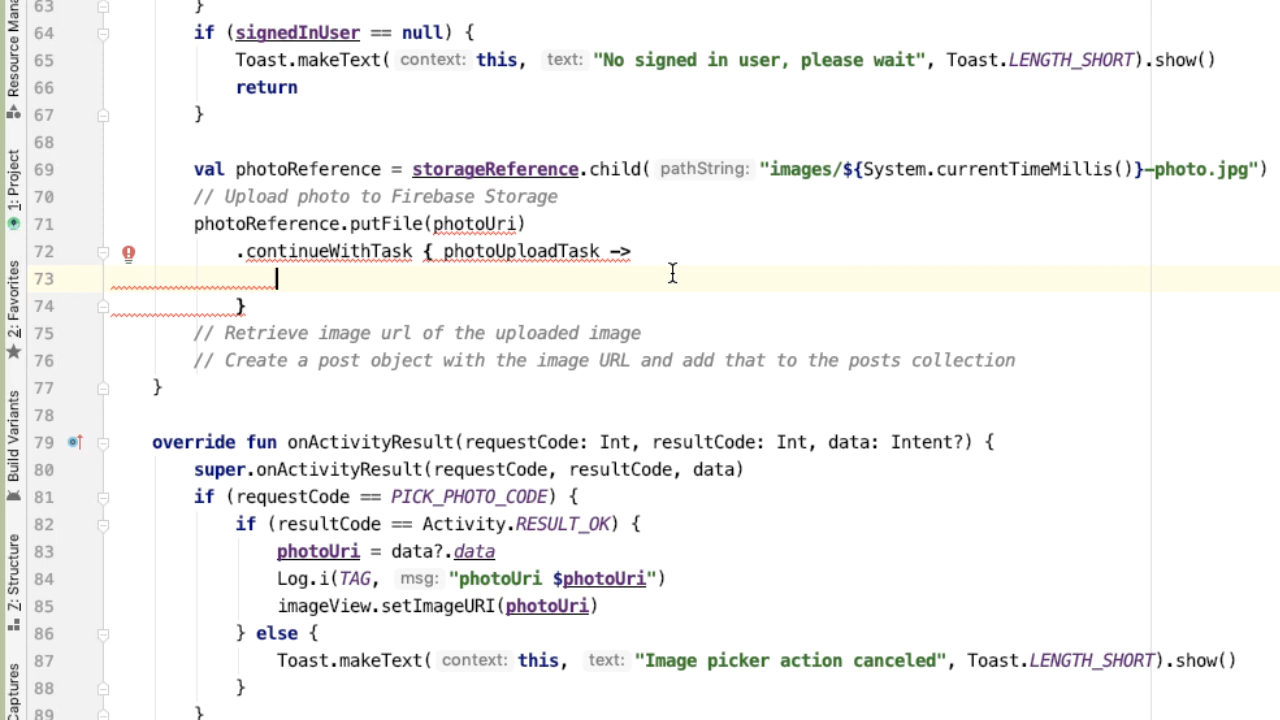 Resource Mana
1: Project
2: Favorites
Build Variants
7: Structure
Captures
63 }
64 if (signedInUser == null) {
65 Toast.makeText( context: this, text: "No signed in user, please wait", Toast.LENGTH_SHORT).show()
66 return
67 }
68
69 val photoReference = storageReference.child( pathString: "images/${System.currentTimeMillis()}-photo.jpg")
70 // Upload photo to Firebase Storage
71 photoReference.putFile(photoUri)
72 .continueWithTask { photoUploadTask ->
73
74 }
75 // Retrieve image url of the uploaded image
76 // Create a post object with the image URL and add that to the posts collection
77 }
78
79 override fun onActivityResult(requestCode: Int, resultCode: Int, data: Intent?) {
80 super.onActivityResult(requestCode, resultCode, data)
81 if (requestCode == PICK_PHOTO_CODE) {
82 if (resultCode == Activity.RESULT_OK) {
83 photoUri = data?.data
84 Log.i(TAG, msg: "photoUri $photoUri")
85 imageView.setImageURI(photoUri)
86 } else {
87 Toast.makeText( context: this, text: "Image picker action canceled", Toast.LENGTH_SHORT).show()
88 }
89 }